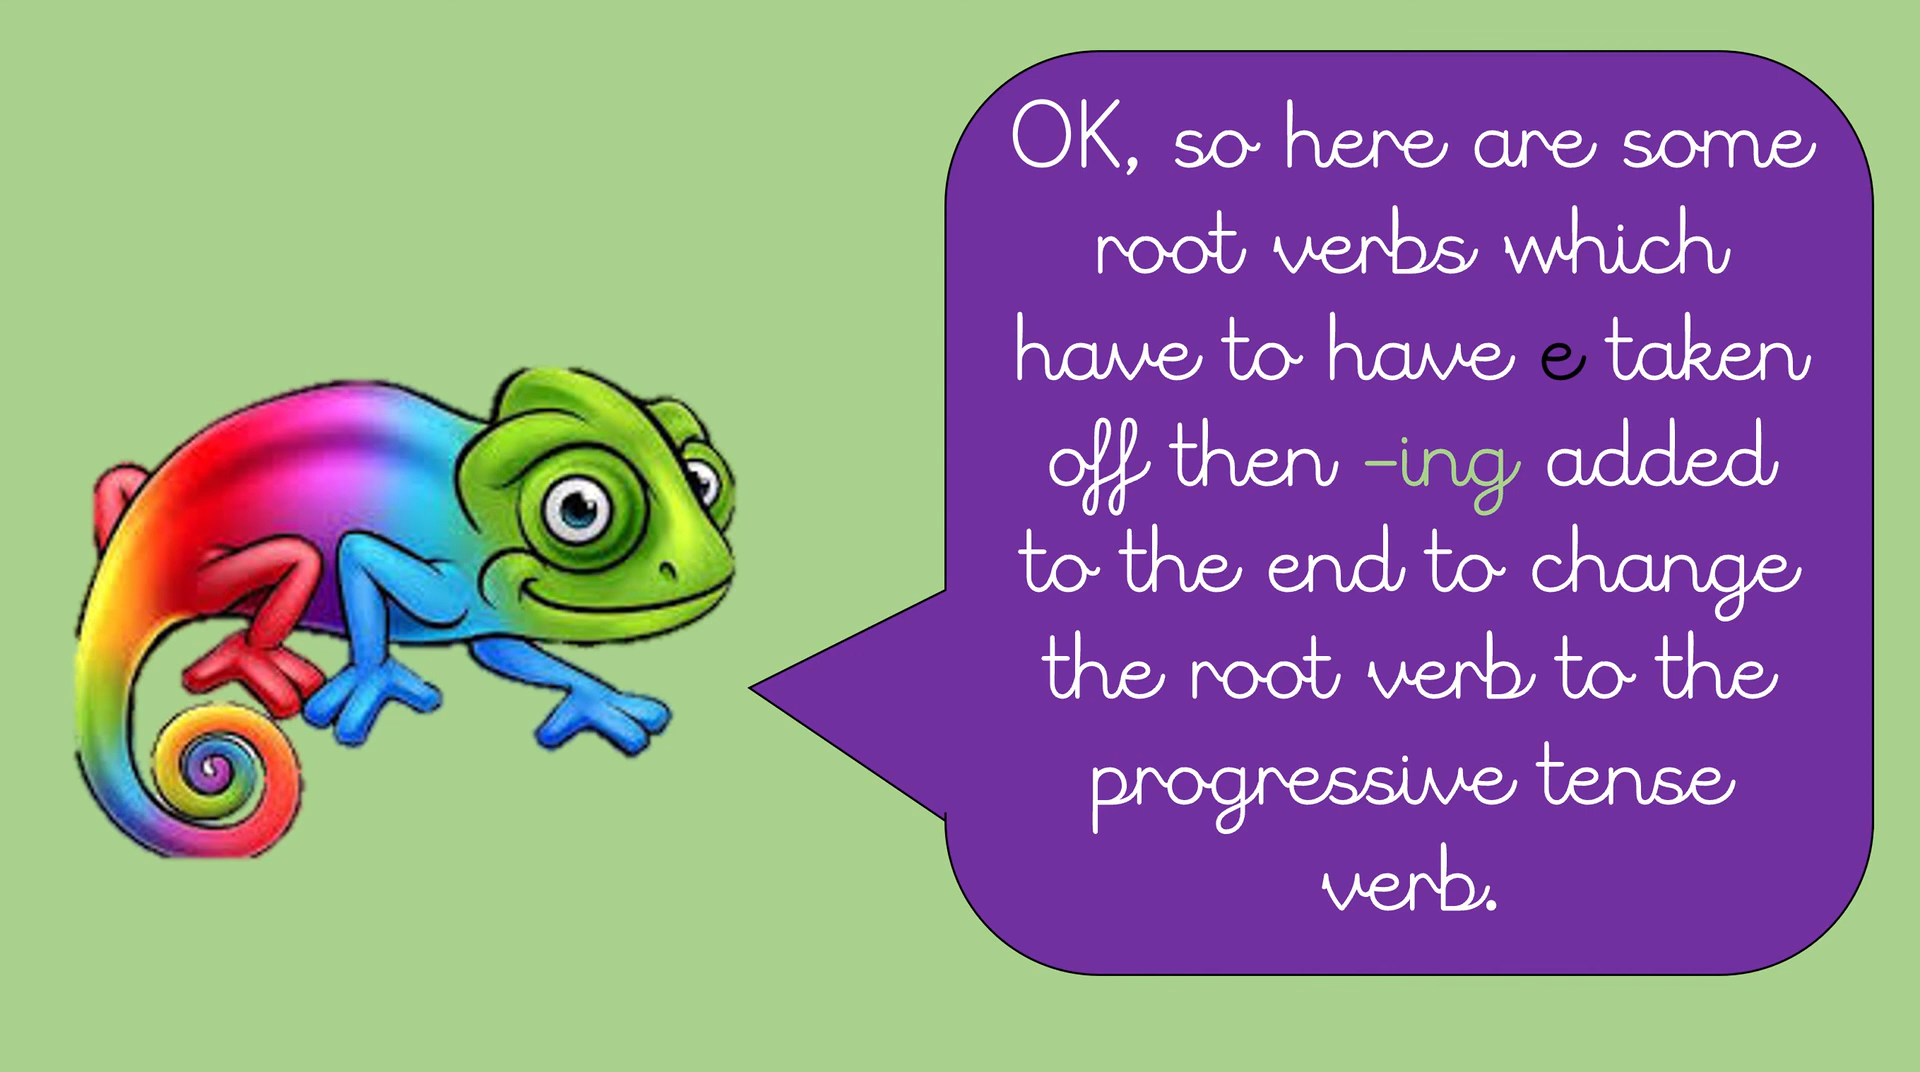 OK, so here are some
root verbs which
have to have e taken
off then -ing added
to the end to change
the root verb to the
progressive tense
verb.